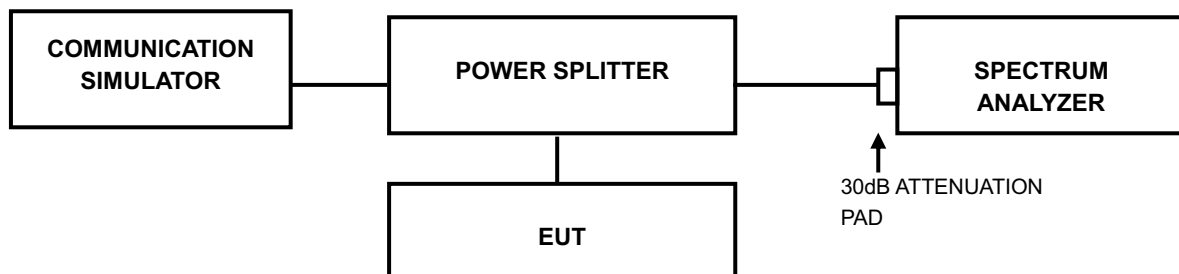 COMMUNICATION
SIMULATOR
POWER SPLITTER
SPECTRUM
ANALYZER
30dB ATTENUATION
PAD
EUT